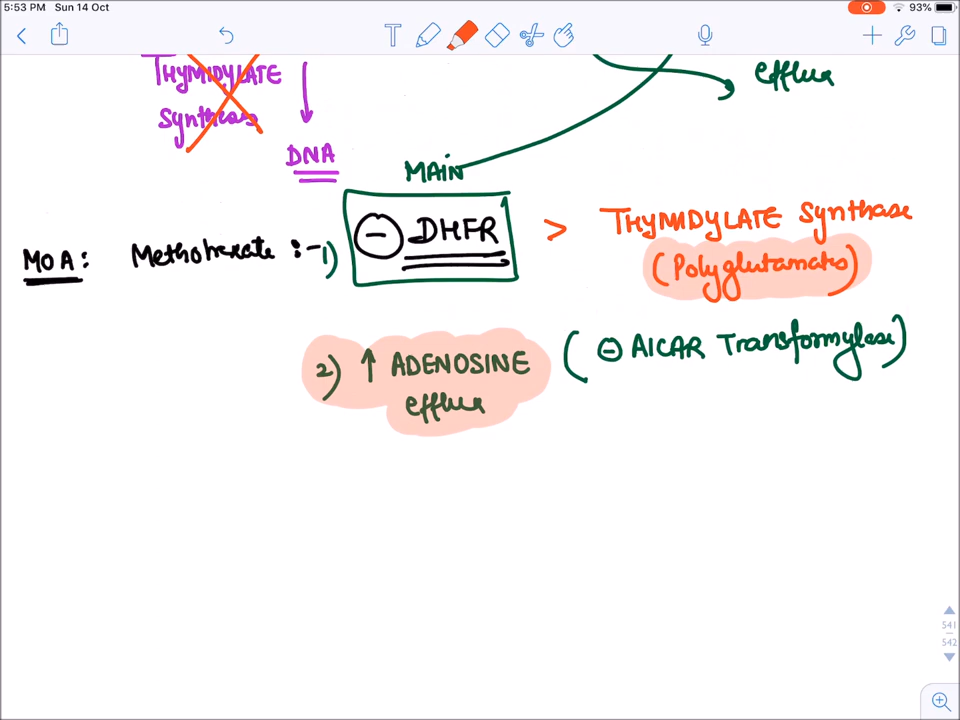 5:53 PM Sun 14 Oct 93%
T
THYMIDYLATE
Synthesis
Efflux
DNA
MAIN
MOA: Methotrexate :- 1) ⊖ DHFR > THYMIDYLATE Synthase
(Polyglutamates)
2) ↑ ADENOSINE (⊖ AICAR Transformylase)
Efflux
541
542